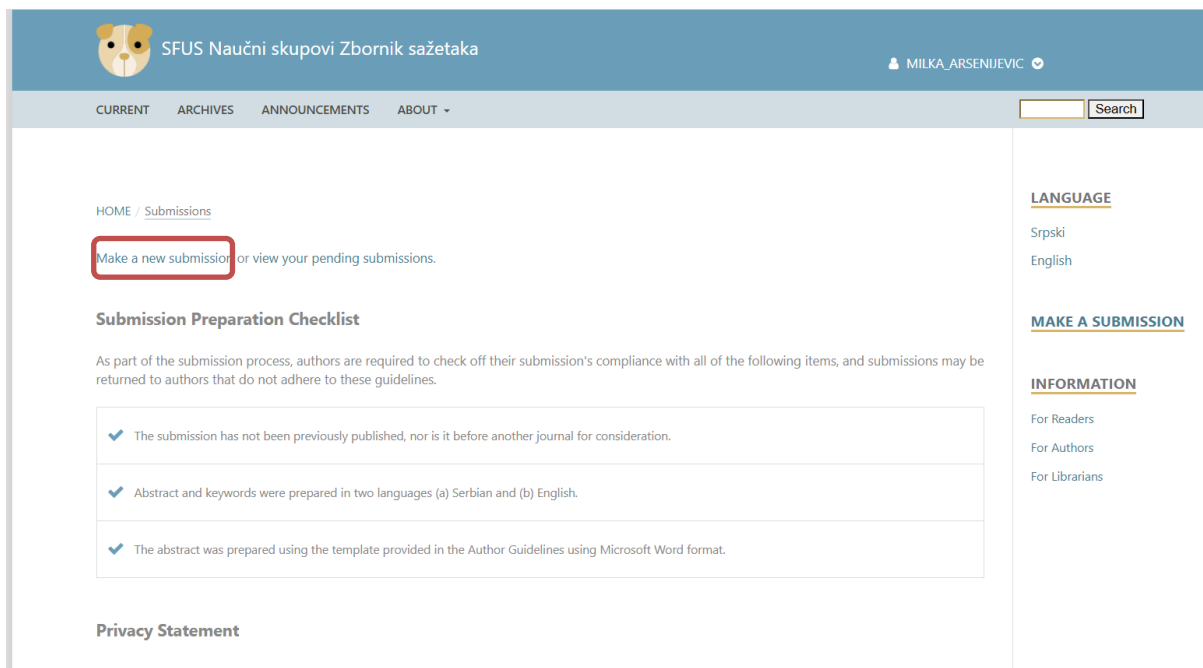 SFUS Naučni skupovi Zbornik sažetaka
MILKA_ARSENIJEVIC
CURRENT ARCHIVES ANNOUNCEMENTS ABOUT
Search
HOME / Submissions
Make a new submission or view your pending submissions.
Submission Preparation Checklist
As part of the submission process, authors are required to check off their submission's compliance with all of the following items, and submissions may be
returned to authors that do not adhere to these guidelines.
The submission has not been previously published, nor is it before another journal for consideration.
Abstract and keywords were prepared in two languages (a) Serbian and (b) English.
The abstract was prepared using the template provided in the Author Guidelines using Microsoft Word format.
Privacy Statement
LANGUAGE
Srpski
English
MAKE A SUBMISSION
INFORMATION
For Readers
For Authors
For Librarians